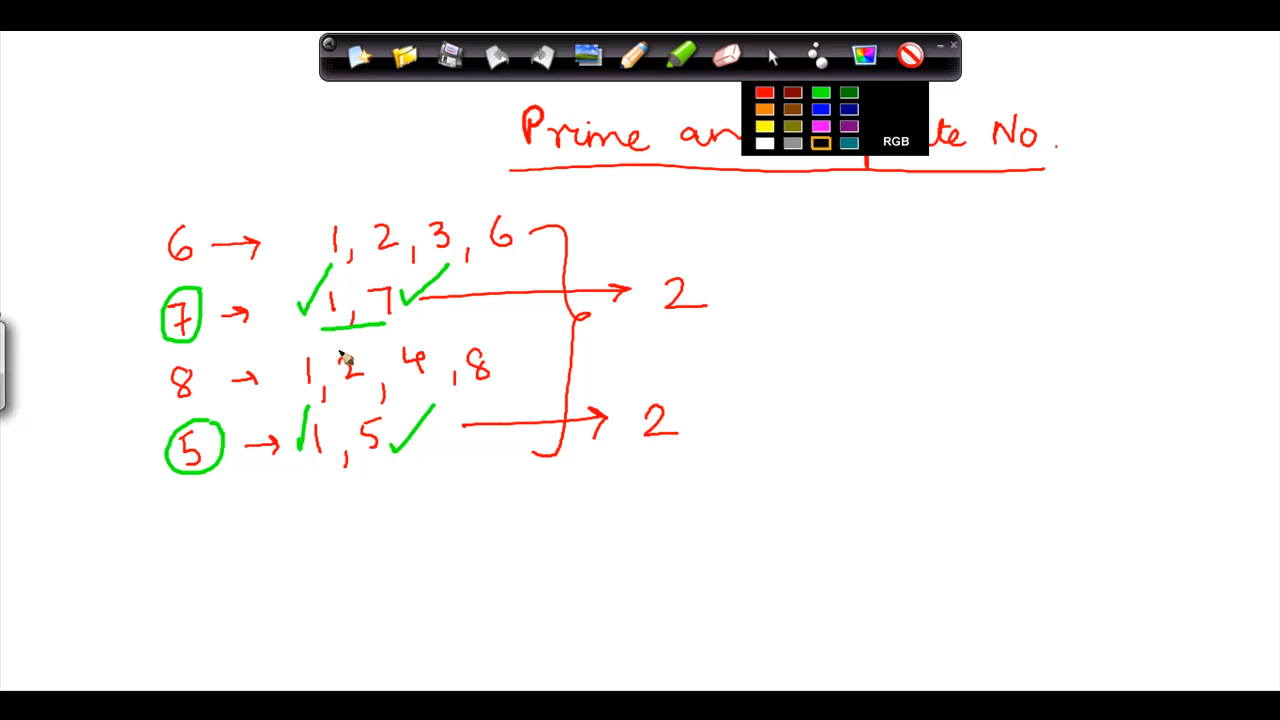 RGB
Prime an te No.
6 → 1, 2, 3, 6
7 → 1, 7 → 2
8 → 1, 2, 4, 8
5 → 1, 5 → 2